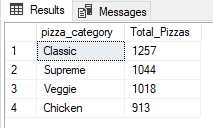 Results Messages
pizza_category Total_Pizzas
1 Classic 1257
2 Supreme 1044
3 Veggie 1018
4 Chicken 913